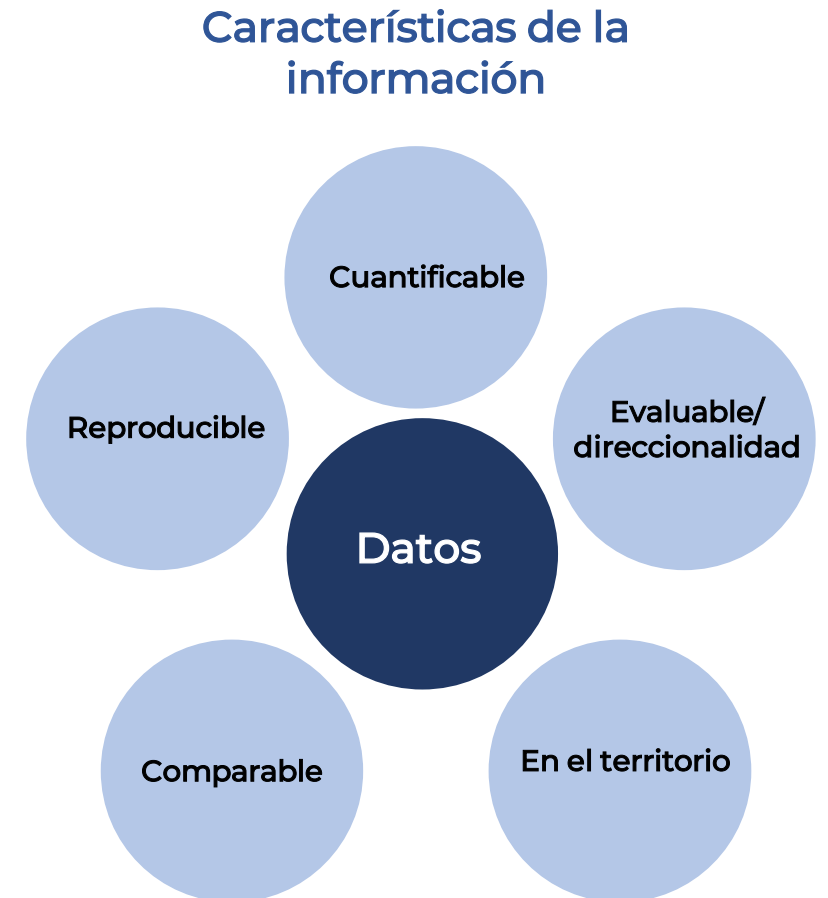 Características de la
información
Cuantificable
Reproducible
Evaluable/
direccionalidad
Datos
Comparable
En el territorio